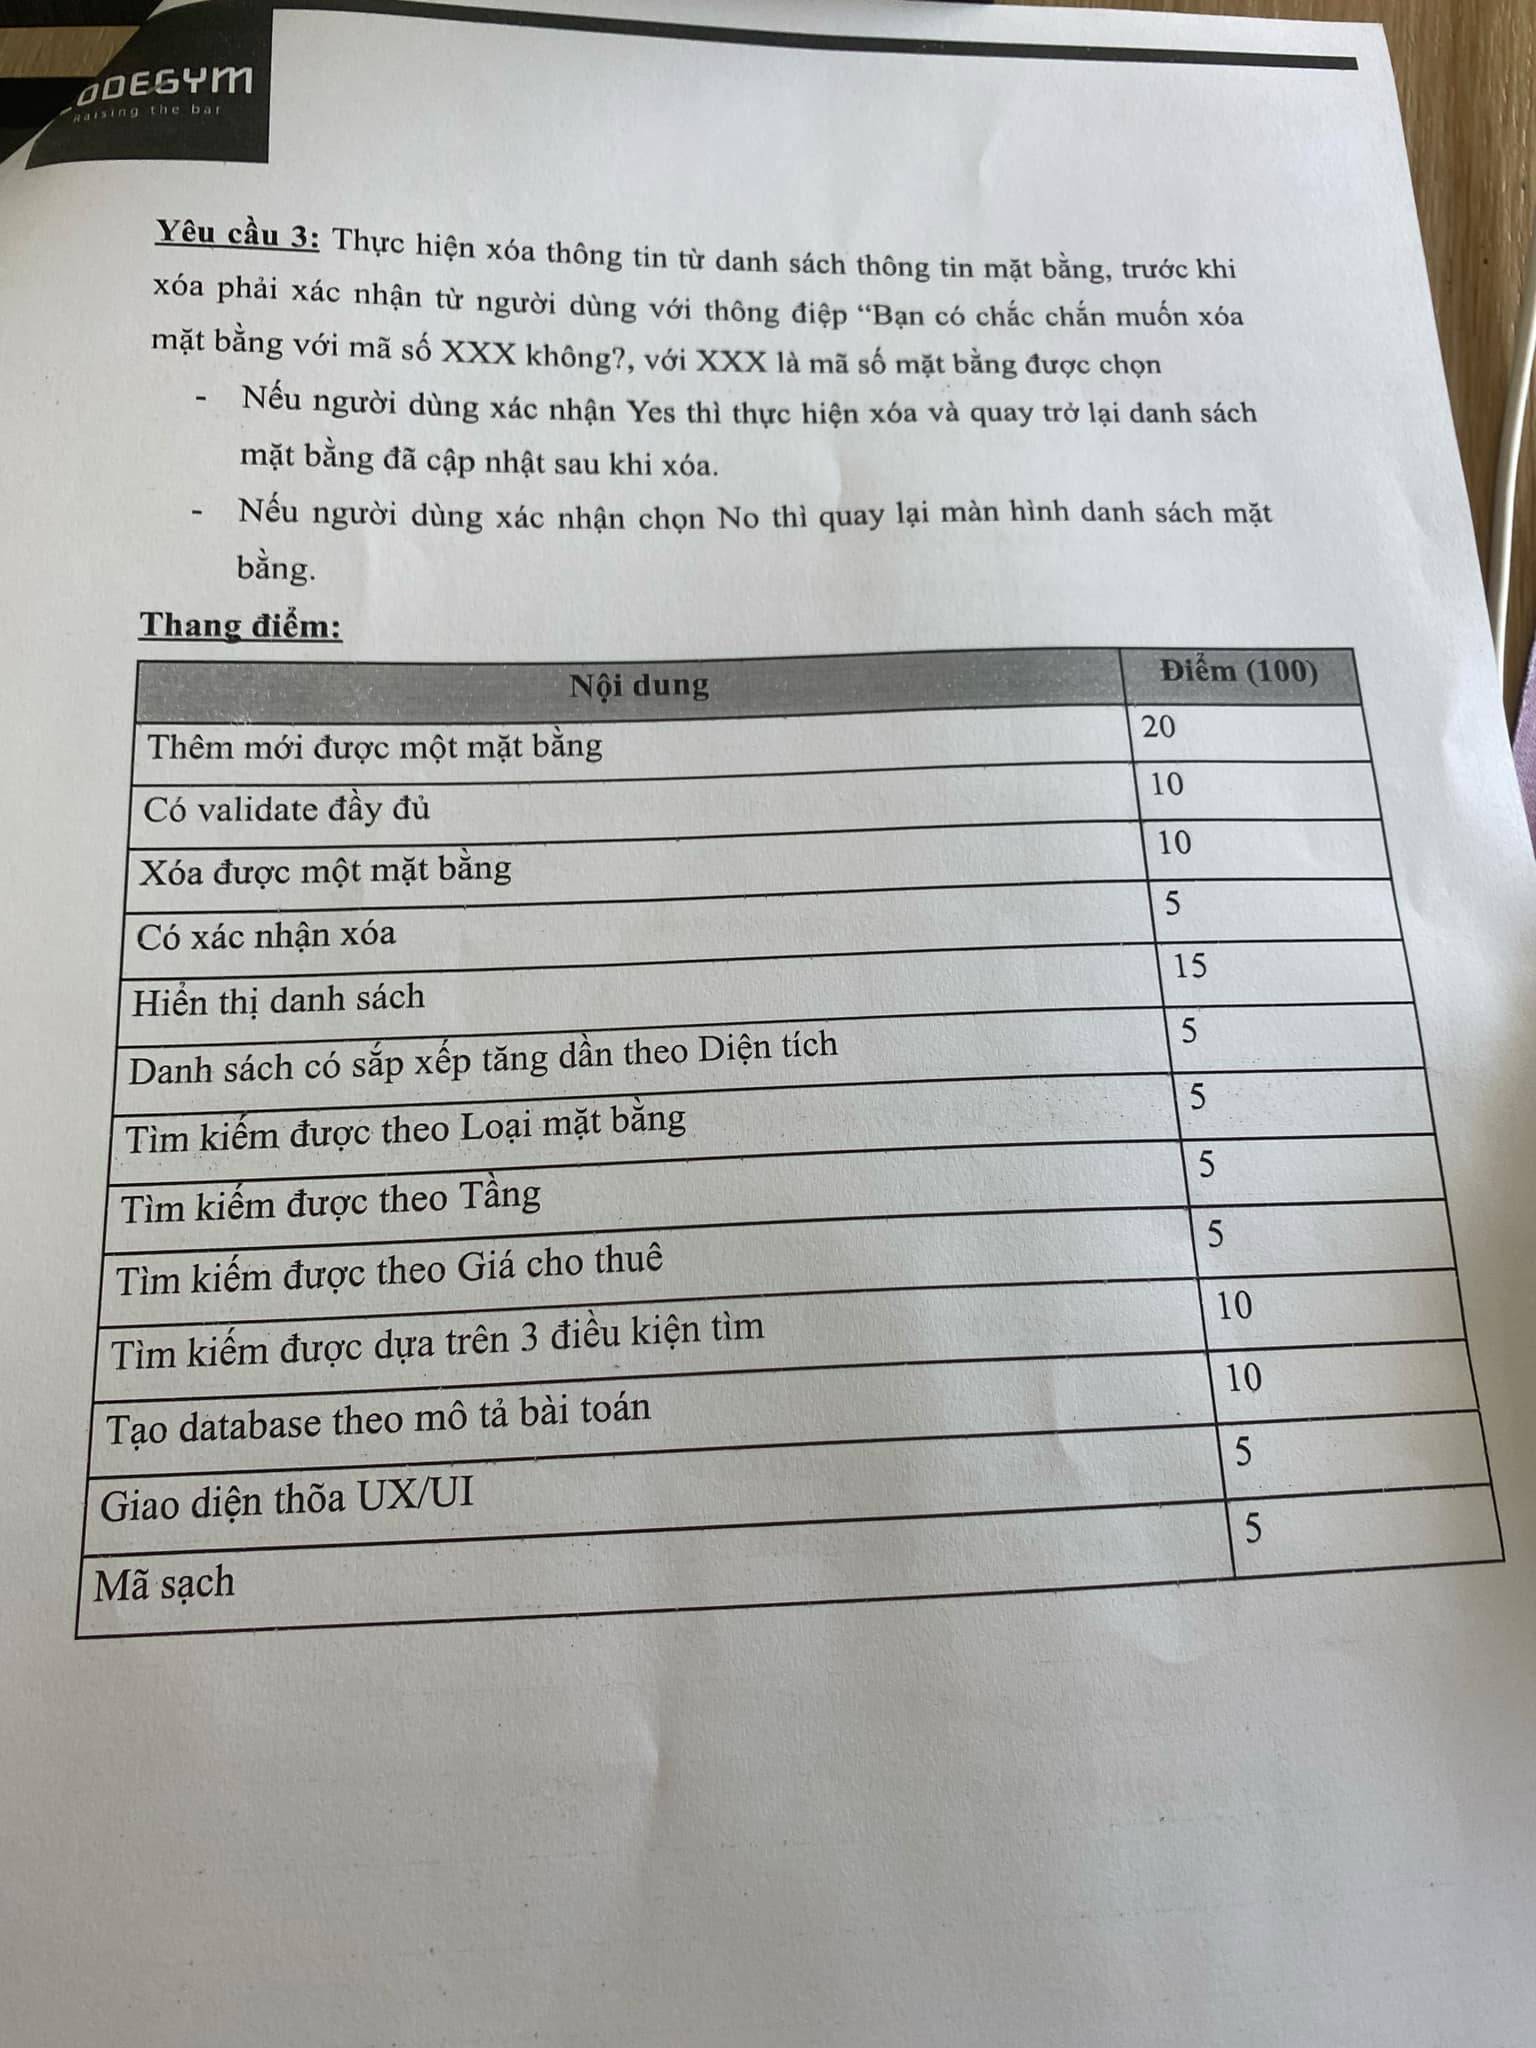 ODEGYM
Raising the bar
Yêu cầu 3: Thực hiện xóa thông tin từ danh sách thông tin mặt bằng, trước khi
xóa phải xác nhận từ người dùng với thông điệp “Bạn có chắc chắn muốn xóa
mặt bằng với mã số XXX không?, với XXX là mã số mặt bằng được chọn
- Nếu người dùng xác nhận Yes thì thực hiện xóa và quay trở lại danh sách
mặt bằng đã cập nhật sau khi xóa.
- Nếu người dùng xác nhận chọn No thì quay lại màn hình danh sách mặt
bằng.
Thang điểm:
Nội dung Điểm (100)
Thêm mới được một mặt bằng 20
Có validate đầy đủ 10
Xóa được một mặt bằng 10
Có xác nhận xóa 5
Hiển thị danh sách 15
Danh sách có sắp xếp tăng dần theo Diện tích 5
Tìm kiếm được theo Loại mặt bằng 5
Tìm kiếm được theo Tầng 5
Tìm kiếm được theo Giá cho thuê 5
Tìm kiếm được dựa trên 3 điều kiện tìm 10
Tạo database theo mô tả bài toán 10
Giao diện thõa UX/UI 5
Mã sạch 5